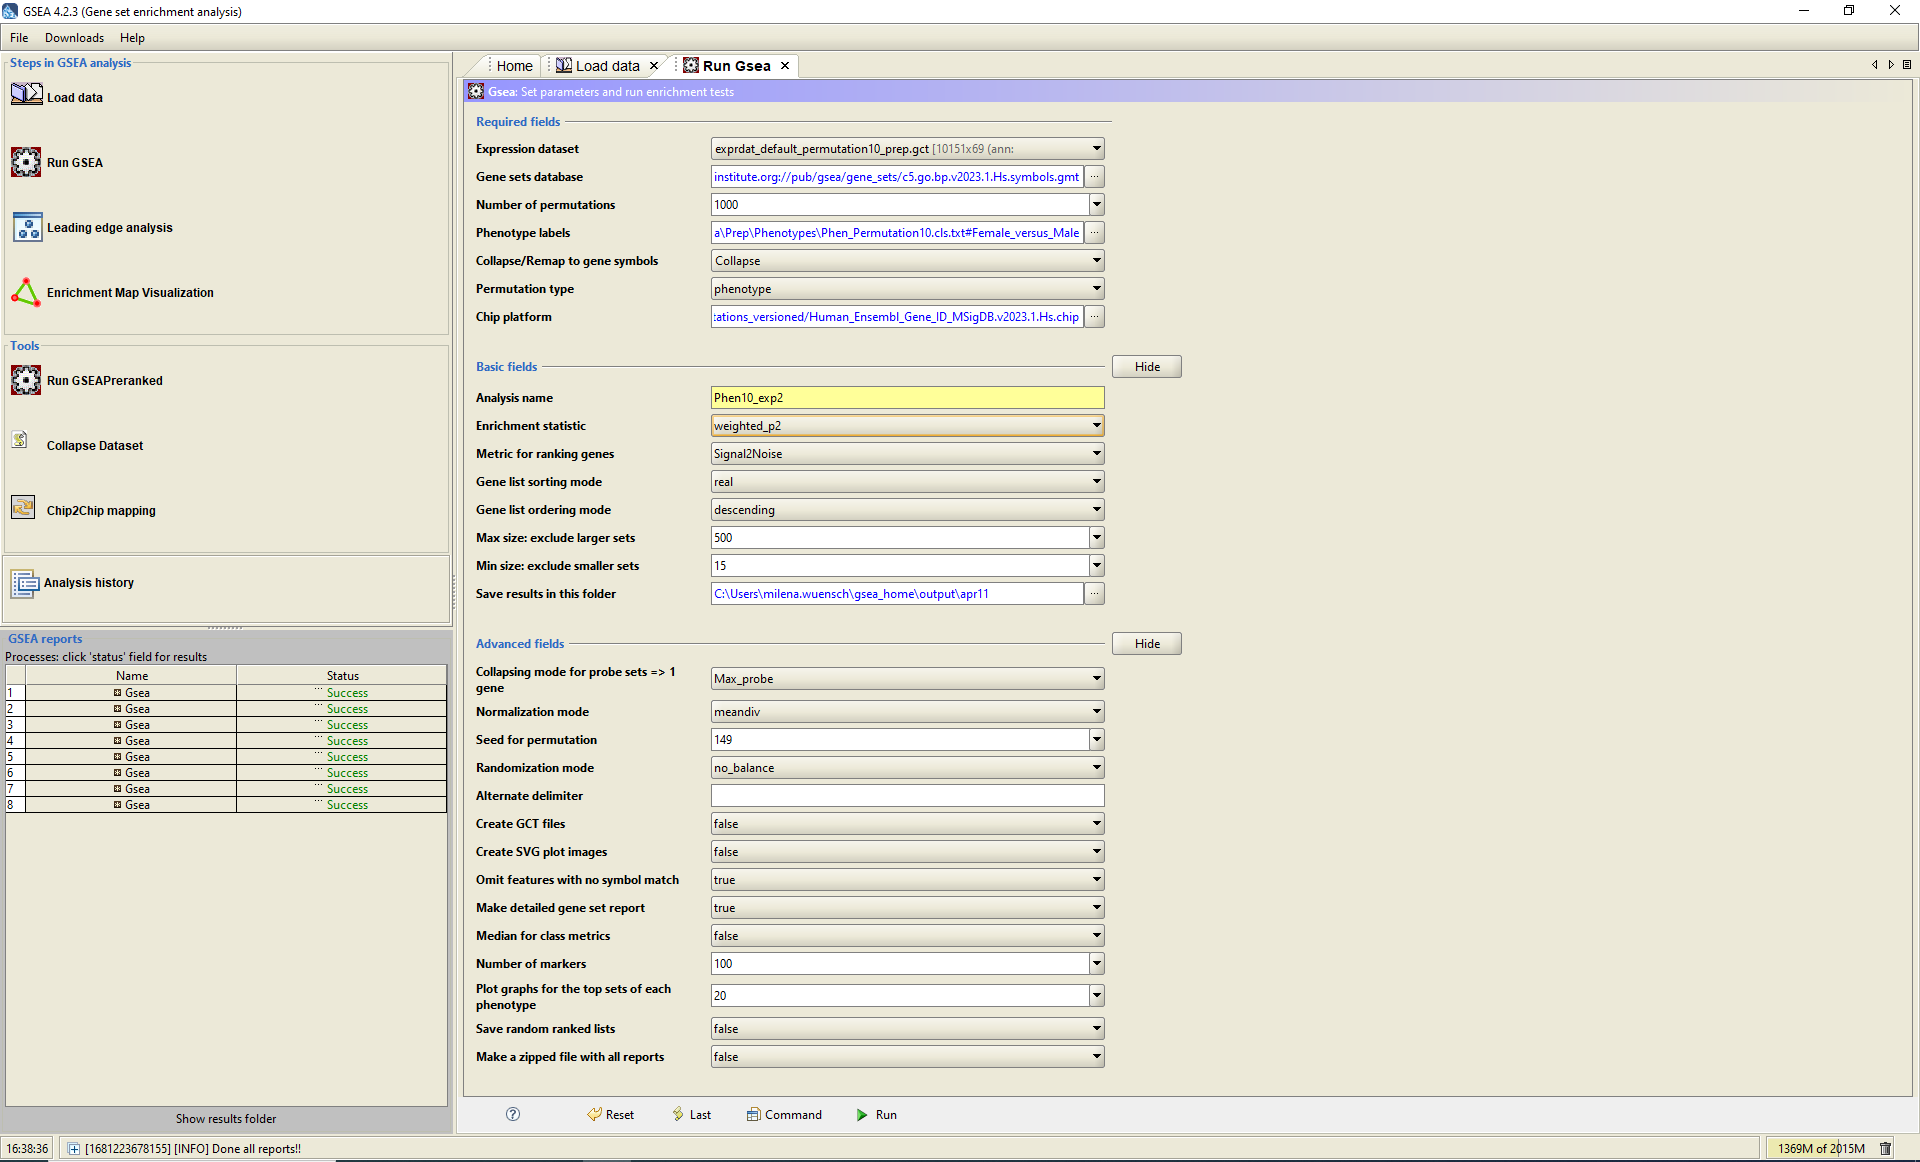 GSEA 4.2.3 (Gene set enrichment analysis)
File Downloads Help
Steps in GSEA analysis
Load data
Run GSEA
Leading edge analysis
Enrichment Map Visualization
Tools
Run GSEAPreranked
Collapse Dataset
Chip2Chip mapping
Analysis history
GSEA reports
Processes: click 'status' field for results
Name Status
1 Gsea ... Success
2 Gsea ... Success
3 Gsea ... Success
4 Gsea ... Success
5 Gsea ... Success
6 Gsea ... Success
7 Gsea ... Success
8 Gsea ... Success
Show results folder
Home Load data Run Gsea
Gsea: Set parameters and run enrichment tests
Required fields
Expression dataset exprdat_default_permutation10_prep.gct [10151x69 (ann:
Gene sets database institute.org://pub/gsea/gene_sets/c5.go.bp.v2023.1.Hs.symbols.gmt ...
Number of permutations 1000
Phenotype labels a\Prep\Phenotypes\Phen_Permutation10.cls.txt#Female_versus_Male ...
Collapse/Remap to gene symbols Collapse
Permutation type phenotype
Chip platform tations_versioned/Human_Ensembl_Gene_ID_MSigDB.v2023.1.Hs.chip ...
Basic fields Hide
Analysis name Phen10_exp2
Enrichment statistic weighted_p2
Metric for ranking genes Signal2Noise
Gene list sorting mode real
Gene list ordering mode descending
Max size: exclude larger sets 500
Min size: exclude smaller sets 15
Save results in this folder C:\Users\milena.wuensch\gsea_home\output\apr11 ...
Advanced fields Hide
Collapsing mode for probe sets => 1
gene Max_probe
Normalization mode meandiv
Seed for permutation 149
Randomization mode no_balance
Alternate delimiter
Create GCT files false
Create SVG plot images false
Omit features with no symbol match true
Make detailed gene set report true
Median for class metrics false
Number of markers 100
Plot graphs for the top sets of each
phenotype 20
Save random ranked lists false
Make a zipped file with all reports false
? Reset Last Command Run
16:38:36 [1681223678155] [INFO] Done all reports!! 1369M of 2015M